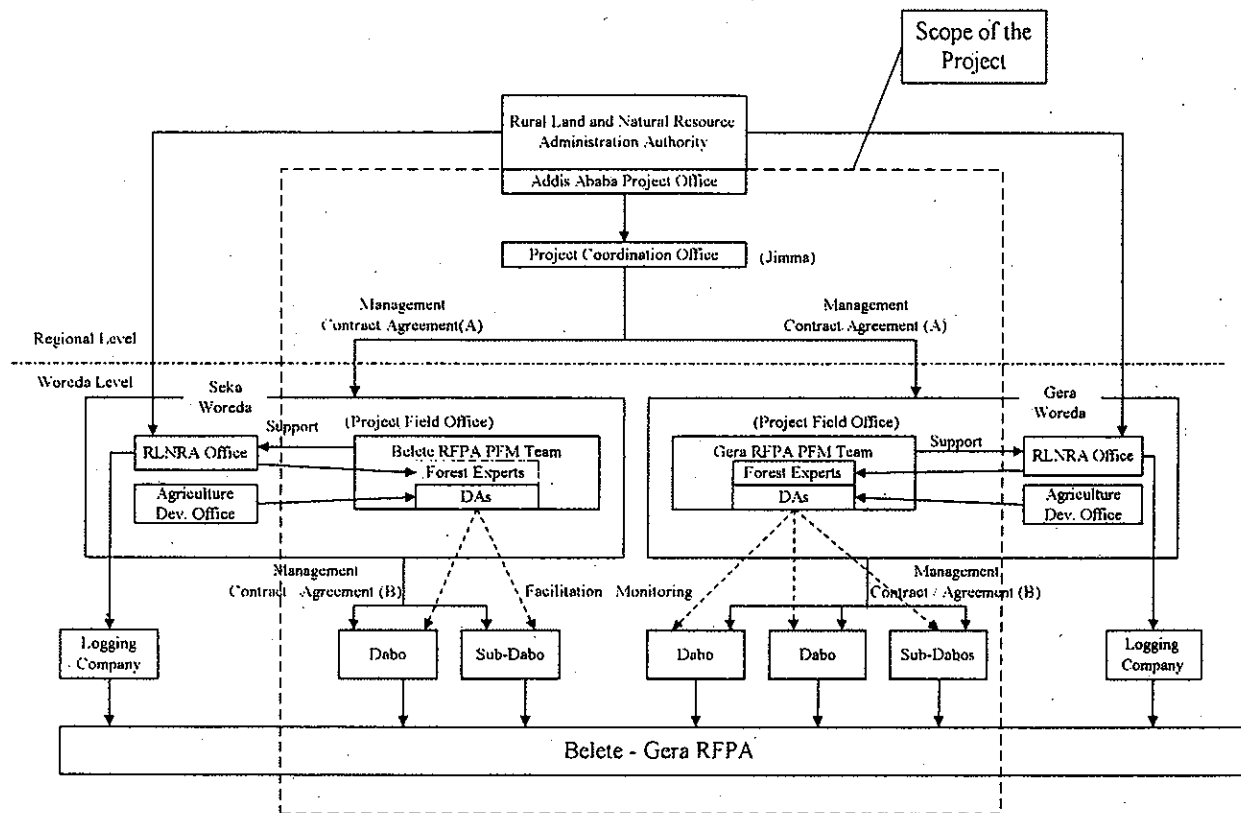 Scope of the
Project
Rural Land and Natural Resource
Administration Authority
Addis Ababa Project Office
Project Coordination Office
(Jimma)
Management
Contract Agreement(A)
Management
Contract Agreement (A)
Regional Level
Woreda Level
Seka
Woreda
(Project Field Office)
Support
Belete RFPA PFM Team
RLNRA Office
Forest Experts
DAs
Agriculture
Dev. Office
Gera
Woreda
(Project Field Office)
Support
Gera RFPA PFM Team
RLNRA Office
Forest Experts
DAs
Agriculture
Dev. Office
Management
Contract Agreement (B)
Facilitation Monitoring
Management
Contract / Agreement (B)
Logging
Company
Dabo
Sub-Dabo
Dabo
Dabo
Sub-Dabos
Logging
Company
Belete - Gera RFPA